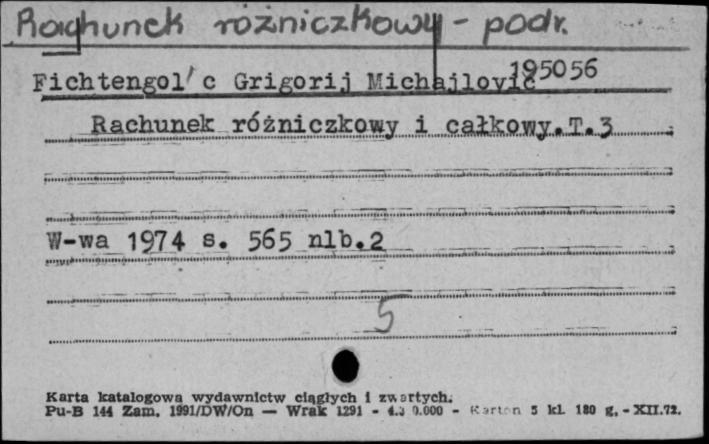 Rachunek różniczkowy - podr.
195056
Fichtengol'c Grigorij Michajlovič
Rachunek różniczkowy i całkowy.T.3
W-wa 1974 s. 565 nlb.2
5
Karta katalogowa wydawnictw ciągłych i zwartych.
Pu-B 144 Zam. 1991/DW/On — Wrak 1291 - 0.000 - Karton 5 kl. 180 g. - XII.72.